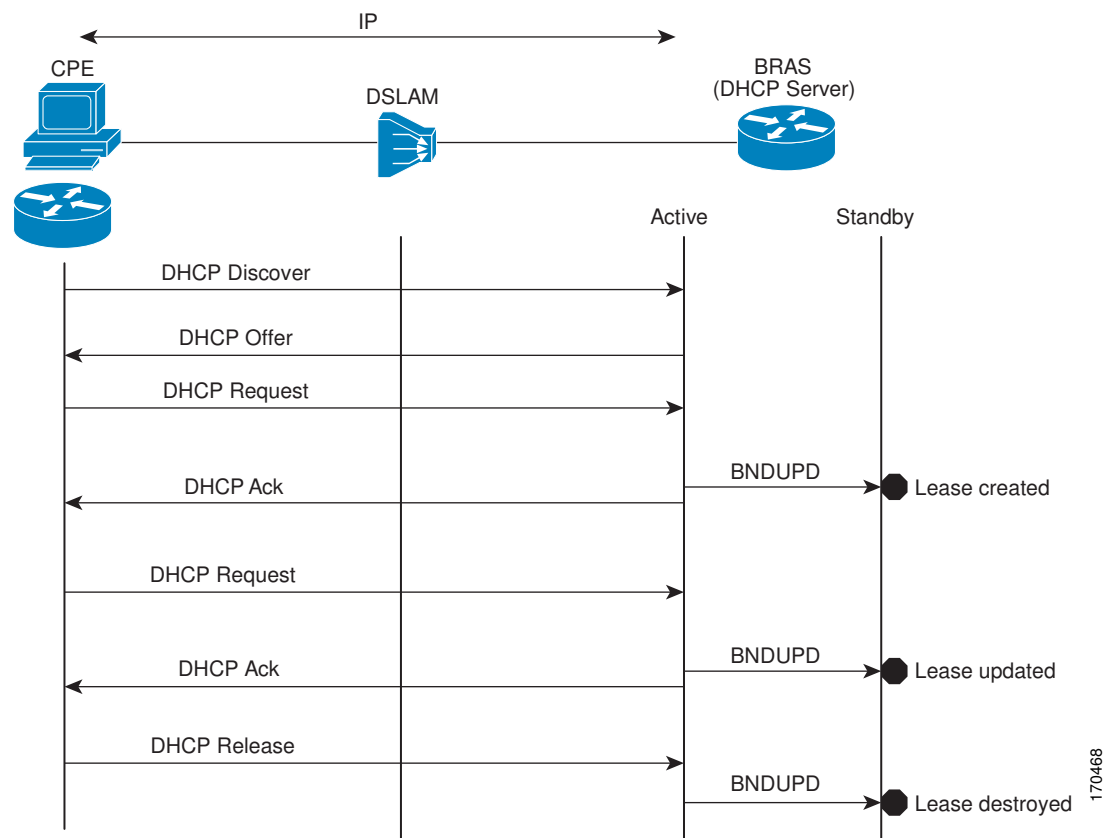 IP
CPE
DSLAM
BRAS
(DHCP Server)
Active
Standby
DHCP Discover
DHCP Offer
DHCP Request
BNDUPD
DHCP Ack
Lease created
DHCP Request
BNDUPD
DHCP Ack
Lease updated
DHCP Release
BNDUPD
Lease destroyed
170468